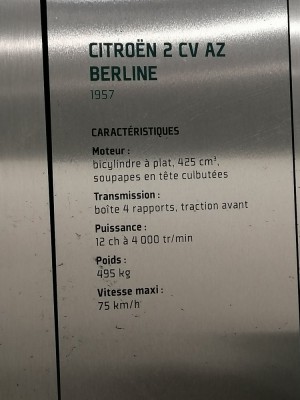 CITROËN 2 CV AZ
BERLINE
1957
CARACTÉRISTIQUES
Moteur :
bicylindre à plat, 425 cm³,
soupapes en tête culbutées
Transmission :
boîte 4 rapports, traction avant
Puissance :
12 ch à 4 000 tr/min
Poids :
495 kg
Vitesse maxi :
75 km/h